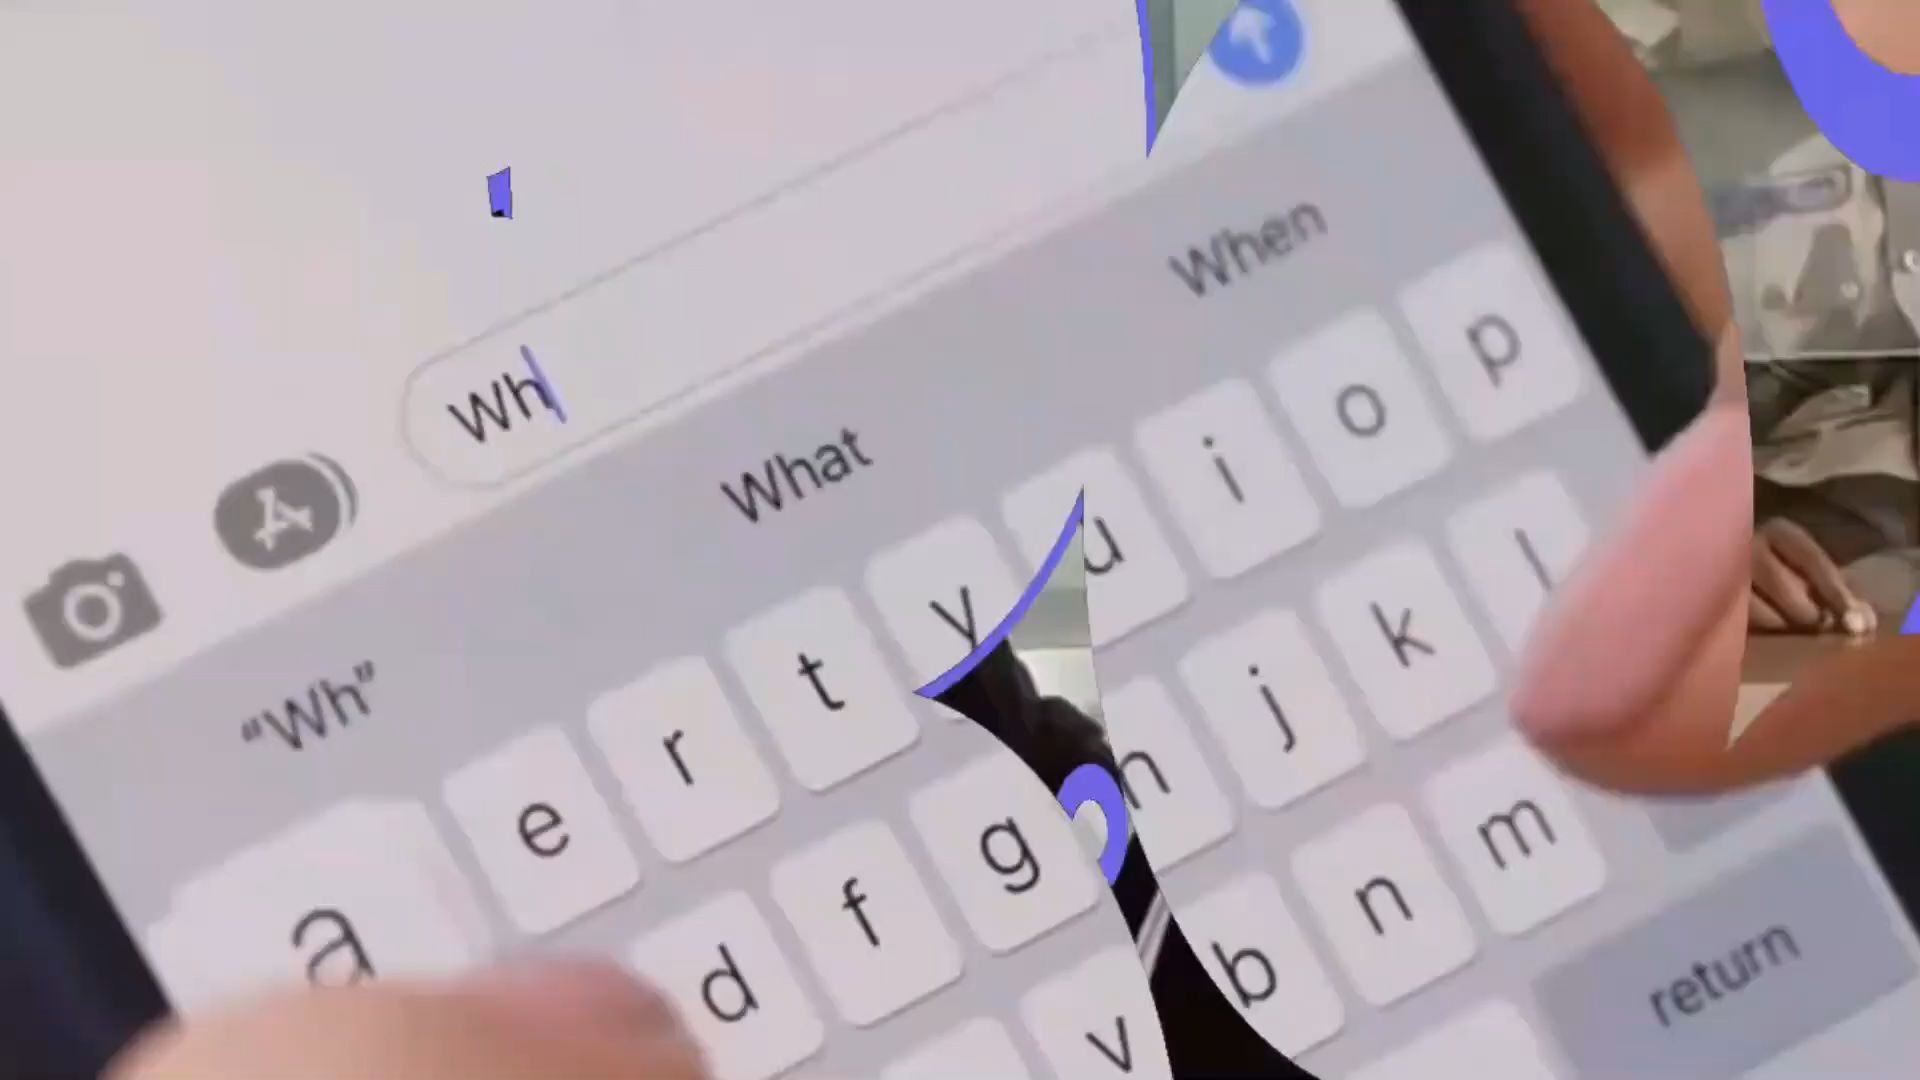 Wh
"Wh" What When
e r t y u i o p
a d f g h j k l
v b n m
return